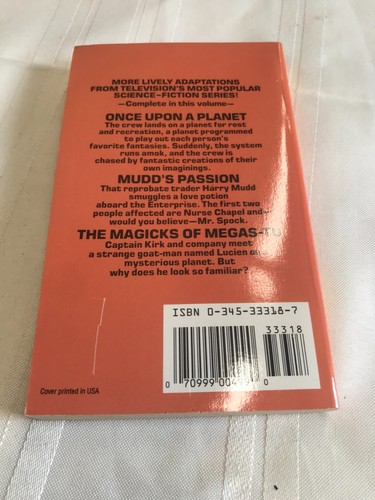 MORE LIVELY ADAPTATIONS
FROM TELEVISION'S MOST POPULAR
SCIENCE-FICTION SERIES!
—Complete in this volume—
ONCE UPON A PLANET
The crew lands on a planet for rest
and recreation, a planet programmed
to play out each person's
favorite fantasies. Suddenly, the system
runs amok, and the crew is
chased by fantastic creations of their
own imaginings.
MUDD'S PASSION
That reprobate trader Harry Mudd
smuggles a love potion
aboard the Enterprise. The first two
people affected are Nurse Chapel and—
would you believe—Mr. Spock.
THE MAGICKS OF MEGAS-TU
Captain Kirk and company meet
a strange goat-man named Lucien
mysterious planet. But
why does he look so familiar?
ISBN 0-345-33318-7
33318
0 70999 0
Cover printed in USA